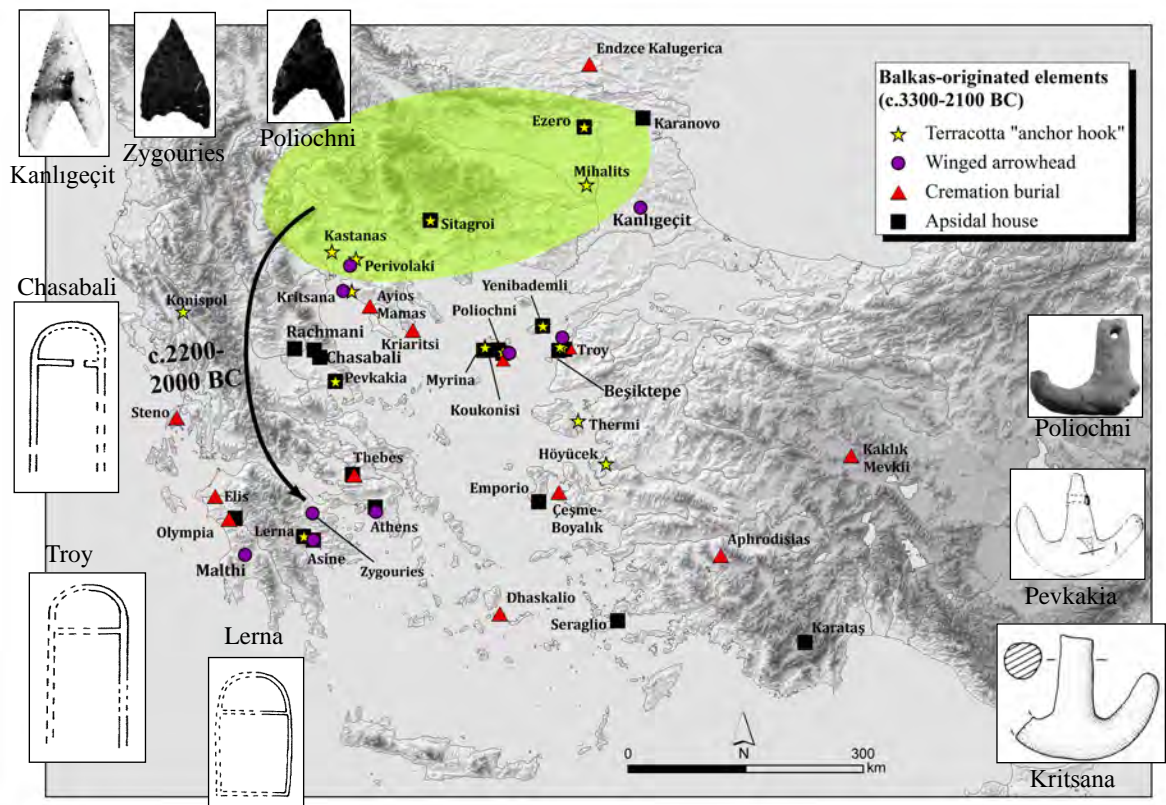 Endzce Kalugerica
Balkas-originated elements
(c.3300-2100 BC)
Terracotta "anchor hook"
Winged arrowhead
Cremation burial
Apsidal house
Kanlıgeçit
Zygouries
Poliochni
Ezero
Karanovo
Mihalits
Kanlıgeçit
Sitagroi
Kastanas
Perivolaki
Chasabali
Konispol
Kritsana
Ayios
Mamas
Yenibademli
Poliochni
Rachmani
Kriaritsi
Troy
c.2200-
2000 BC
Chasabali
Pevkakia
Myrina
Beşiktepe
Koukonisi
Steno
Thermi
Poliochni
Thebes
Höyücek
Kaklık
Mevkli
Elis
Emporio
Çeşme-
Boyalık
Olympia
Lerna
Athens
Troy
Malthi
Asine
Zygouries
Aphrodisias
Pevkakia
Dhaskalio
Seraglio
Karataş
Lerna
N
0
300
km
Kritsana